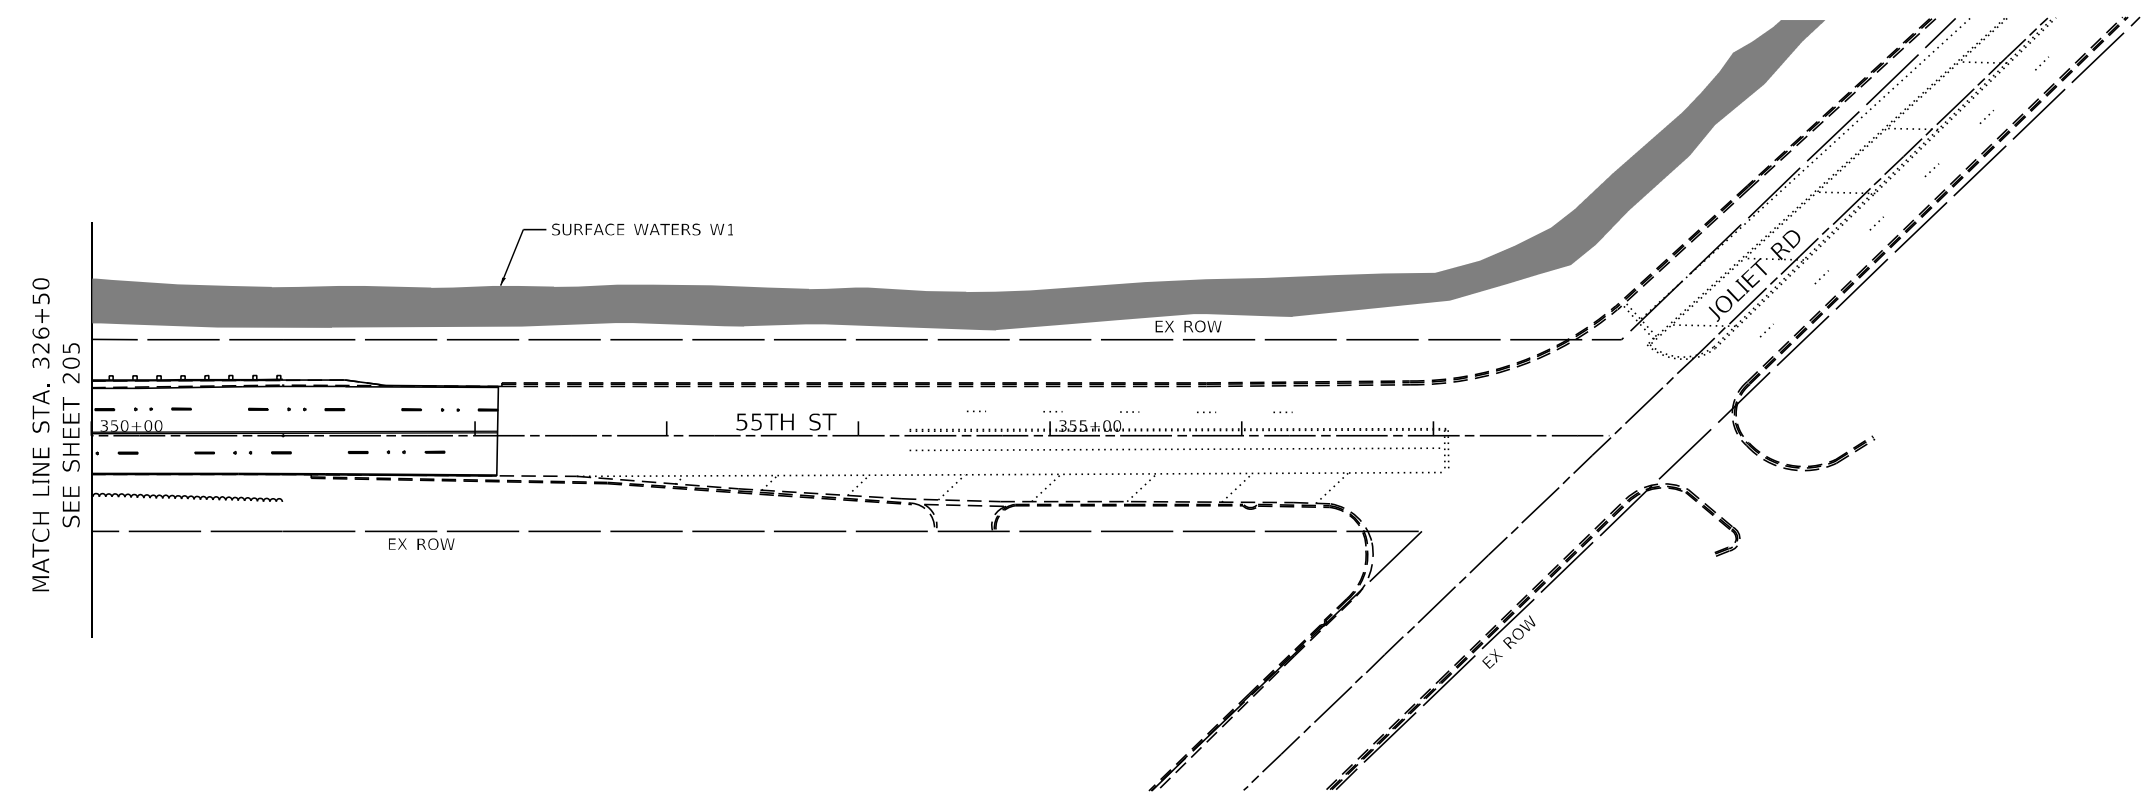 SURFACE WATERS W1
EX ROW
JOLIET RD
MATCH LINE STA. 326+50
SEE SHEET 205
350+00
55TH ST
355+00
EX ROW
EX ROW